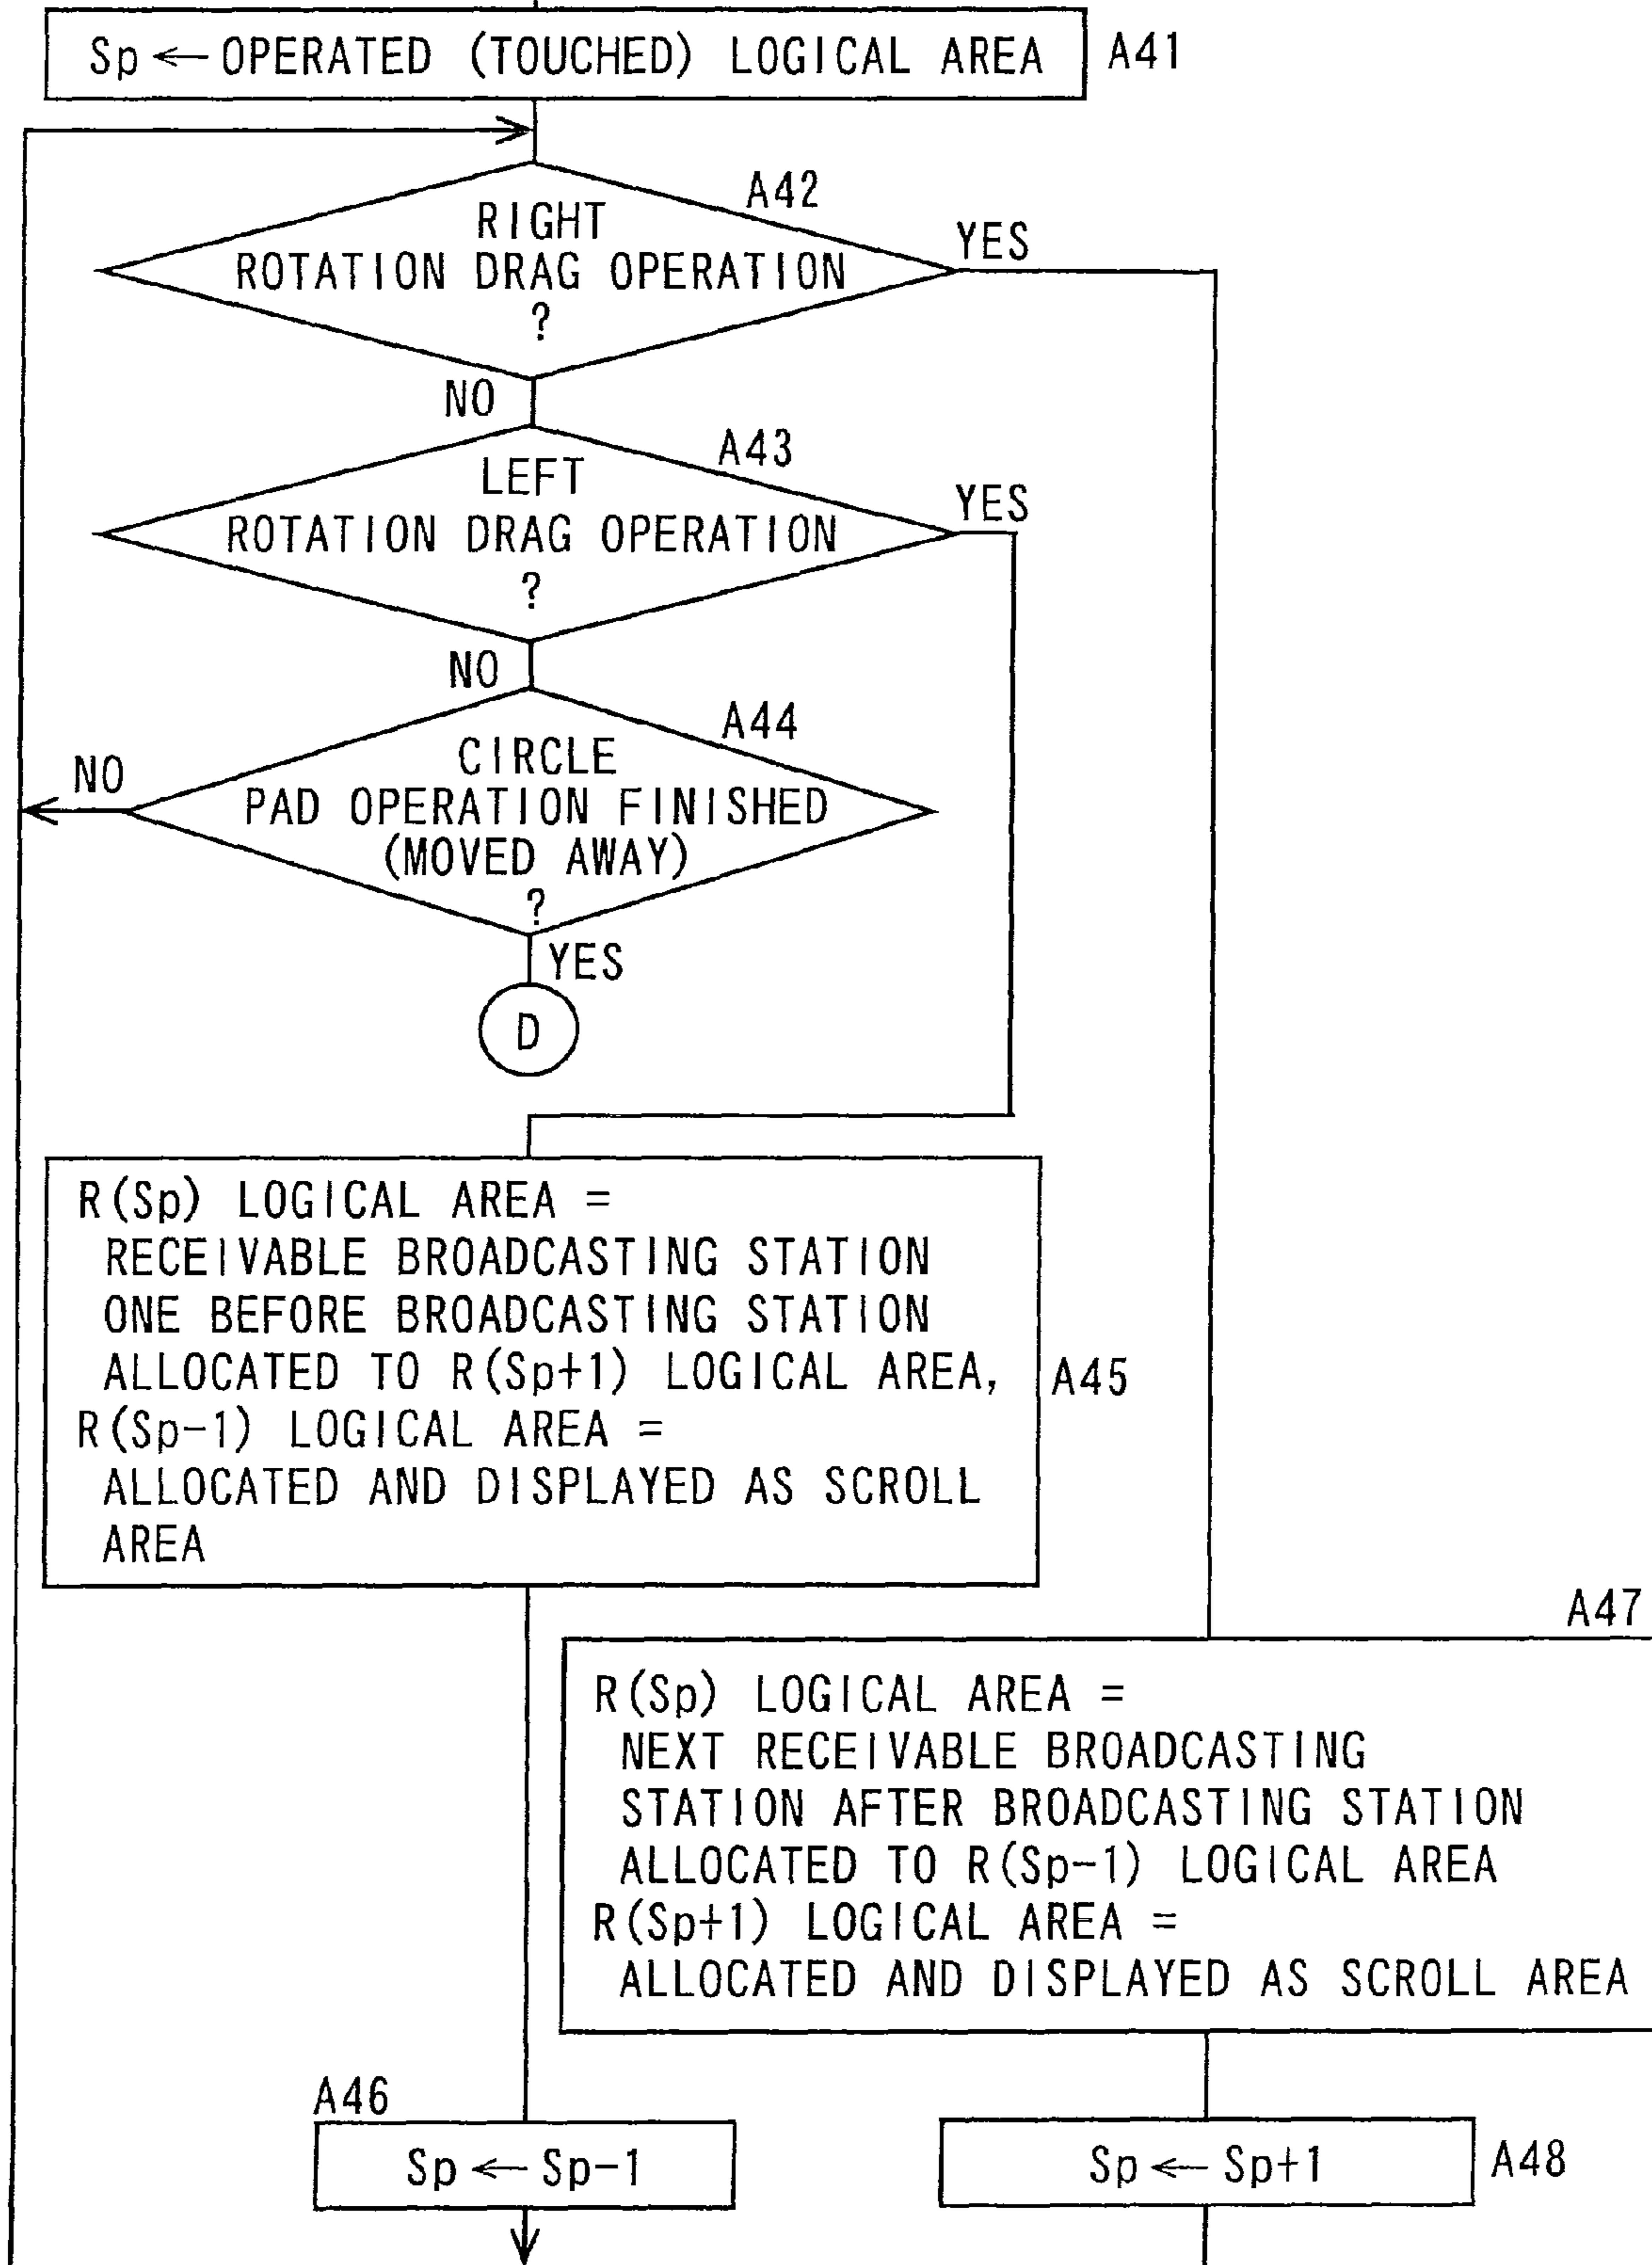 Sp ← OPERATED (TOUCHED) LOGICAL AREA
A41
A42
RIGHT
ROTATION DRAG OPERATION
?
YES
NO
A43
LEFT
ROTATION DRAG OPERATION
?
YES
NO
A44
CIRCLE
PAD OPERATION FINISHED
(MOVED AWAY)
?
NO
YES
D
R(Sp) LOGICAL AREA =
RECEIVABLE BROADCASTING STATION
ONE BEFORE BROADCASTING STATION
ALLOCATED TO R(Sp+1) LOGICAL AREA,
R(Sp-1) LOGICAL AREA =
ALLOCATED AND DISPLAYED AS SCROLL
AREA
A45
A47
R(Sp) LOGICAL AREA =
NEXT RECEIVABLE BROADCASTING
STATION AFTER BROADCASTING STATION
ALLOCATED TO R(Sp-1) LOGICAL AREA
R(Sp+1) LOGICAL AREA =
ALLOCATED AND DISPLAYED AS SCROLL AREA
A46
Sp ← Sp-1
Sp ← Sp+1
A48